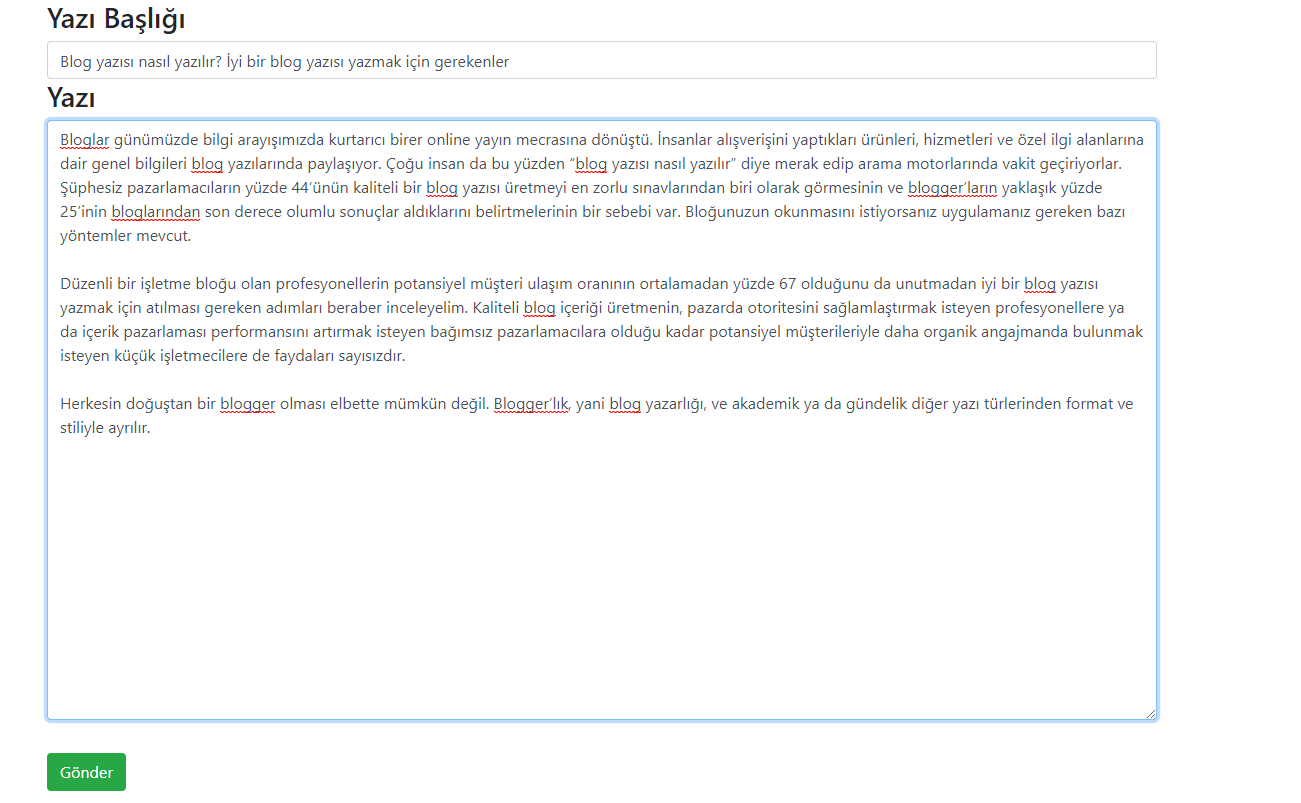 Yazı Başlığı
Blog yazısı nasıl yazılır? İyi bir blog yazısı yazmak için gerekenler
Yazı
Bloglar günümüzde bilgi arayışımızda kurtarıcı birer online yayın mecrasına dönüştü. İnsanlar alışverişini yaptıkları ürünleri, hizmetleri ve özel ilgi alanlarına
dair genel bilgileri blog yazılarında paylaşıyor. Çoğu insan da bu yüzden “blog yazısı nasıl yazılır” diye merak edip arama motorlarında vakit geçiriyorlar.
Şüphesiz pazarlamacıların yüzde 44’ünün kaliteli bir blog yazısı üretmeyi en zorlu sınavlarından biri olarak görmesinin ve blogger’ların yaklaşık yüzde
25’inin bloglarından son derece olumlu sonuçlar aldıklarını belirtmelerinin bir sebebi var. Bloğunuzun okunmasını istiyorsanız uygulamanız gereken bazı
yöntemler mevcut.
Düzenli bir işletme bloğu olan profesyonellerin potansiyel müşteri ulaşım oranının ortalamadan yüzde 67 olduğunu da unutmadan iyi bir blog yazısı
yazmak için atılması gereken adımları beraber inceleyelim. Kaliteli blog içeriği üretmenin, pazarda otoritesini sağlamlaştırmak isteyen profesyonellere ya
da içerik pazarlaması performansını artırmak isteyen bağımsız pazarlamacılara olduğu kadar potansiyel müşterileriyle daha organik angajmanda bulunmak
isteyen küçük işletmecilere de faydaları sayısızdır.
Herkesin doğuştan bir blogger olması elbette mümkün değil. Blogger’lık, yani blog yazarlığı, ve akademik ya da gündelik diğer yazı türlerinden format ve
stiliyle ayrılır.
Gönder